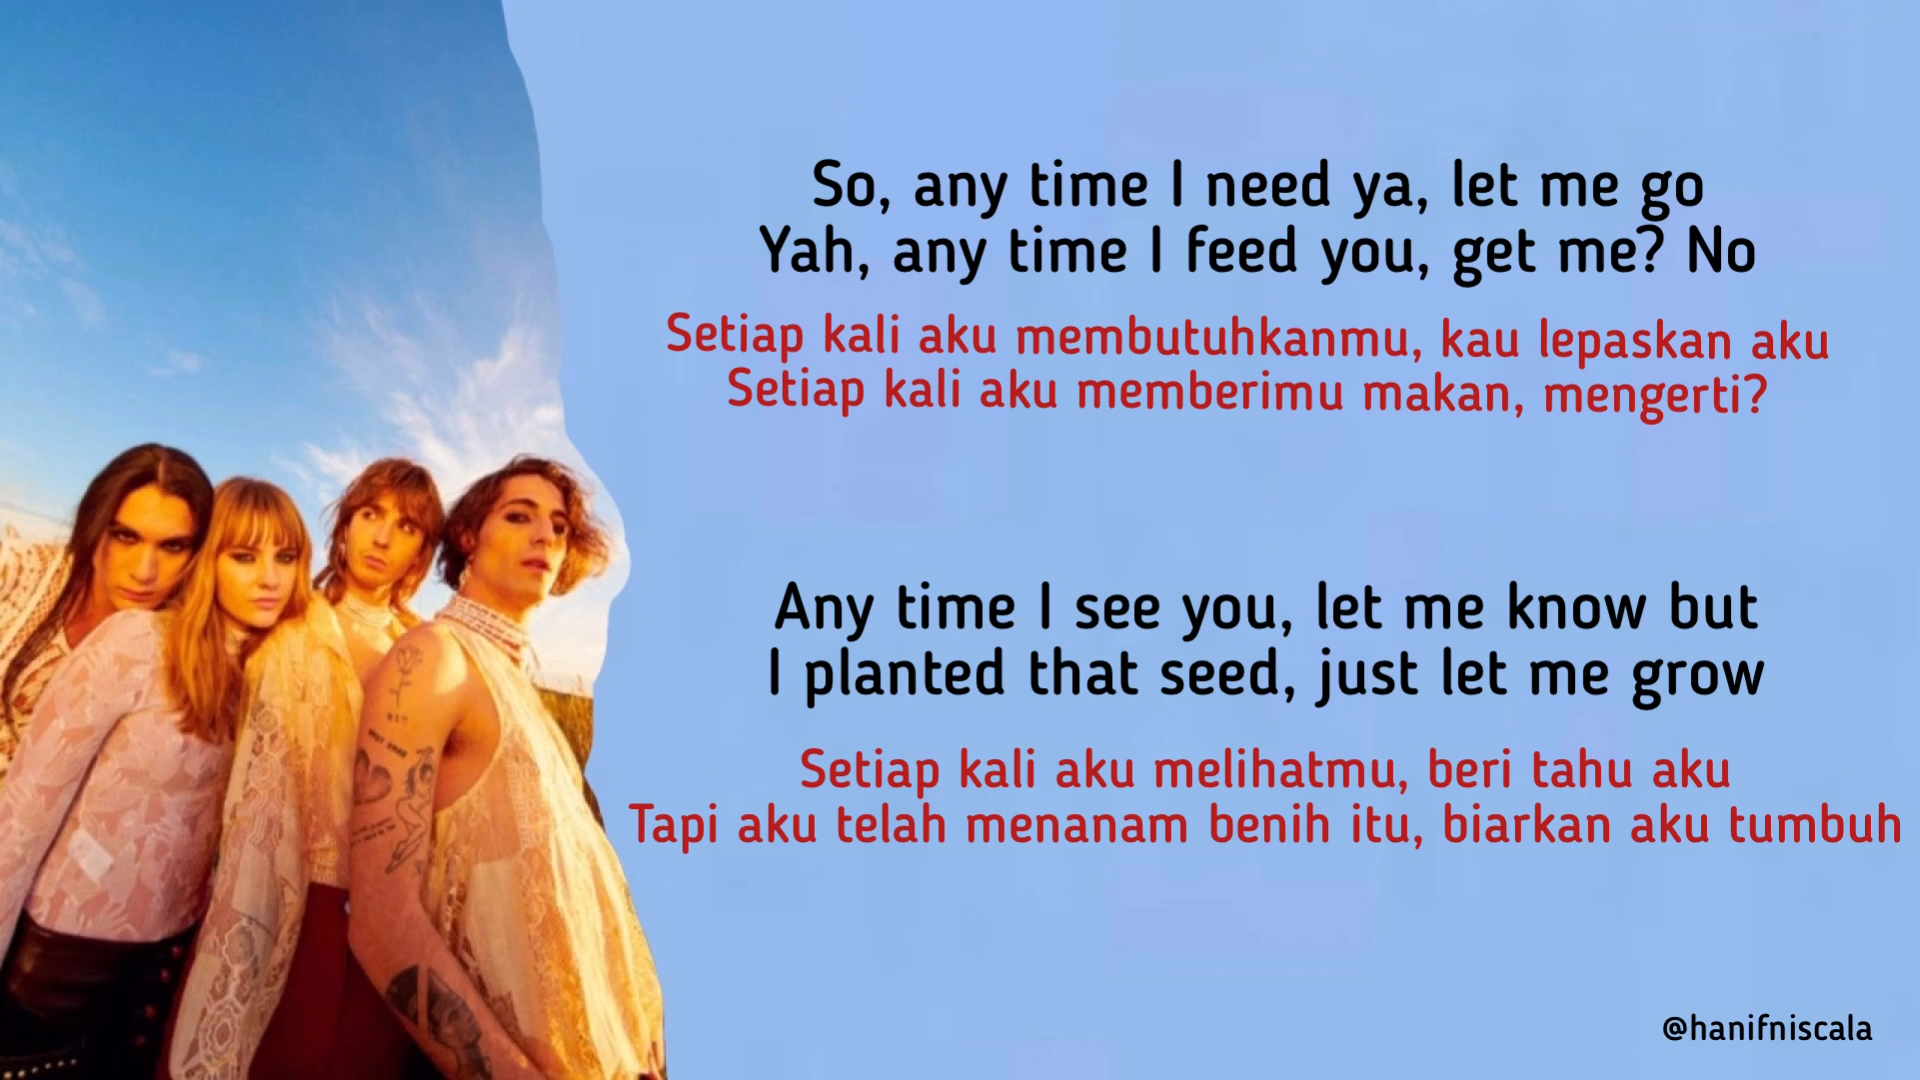 So, any time I need ya, let me go
Yah, any time I feed you, get me? No
Setiap kali aku membutuhkanmu, kau lepaskan aku
Setiap kali aku memberimu makan, mengerti?
Any time I see you, let me know but
I planted that seed, just let me grow
Setiap kali aku melihatmu, beri tahu aku
Tapi aku telah menanam benih itu, biarkan aku tumbuh
@hanifniscala